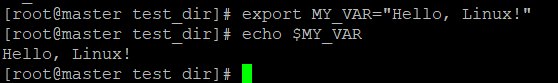 [root@master test_dir]# export MY_VAR="Hello, Linux!"
[root@master test_dir]# echo $MY_VAR
Hello, Linux!
[root@master test_dir]#